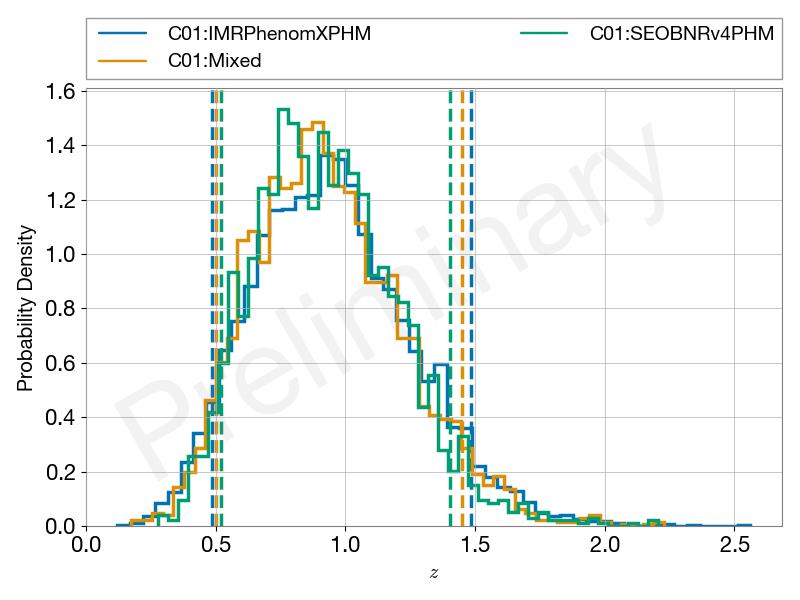 C01:IMRPhenomXPHM
C01:Mixed
C01:SEOBNRv4PHM
1.6
1.4
1.2
1.0
0.8
0.6
0.4
0.2
0.0
Probability Density
Preliminary
0.0 0.5 1.0 1.5 2.0 2.5
z